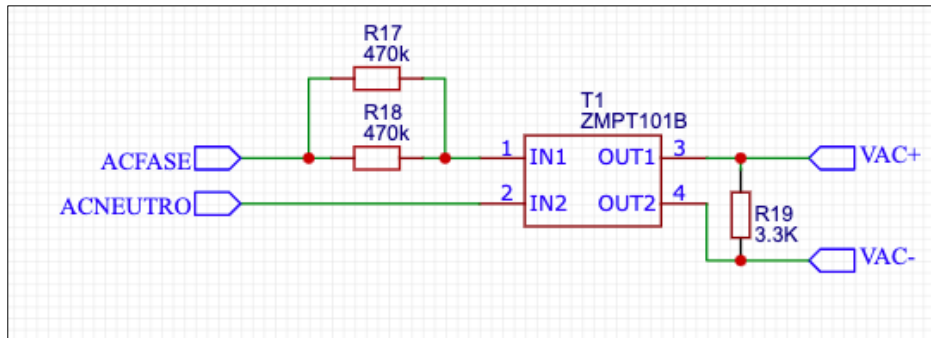 R17
470k
R18
470k
T1
ZMPT101B
ACFASE
1 IN1 OUT1 3
VAC+
ACNEUTRO
2 IN2 OUT2 4
R19
3.3K
VAC-